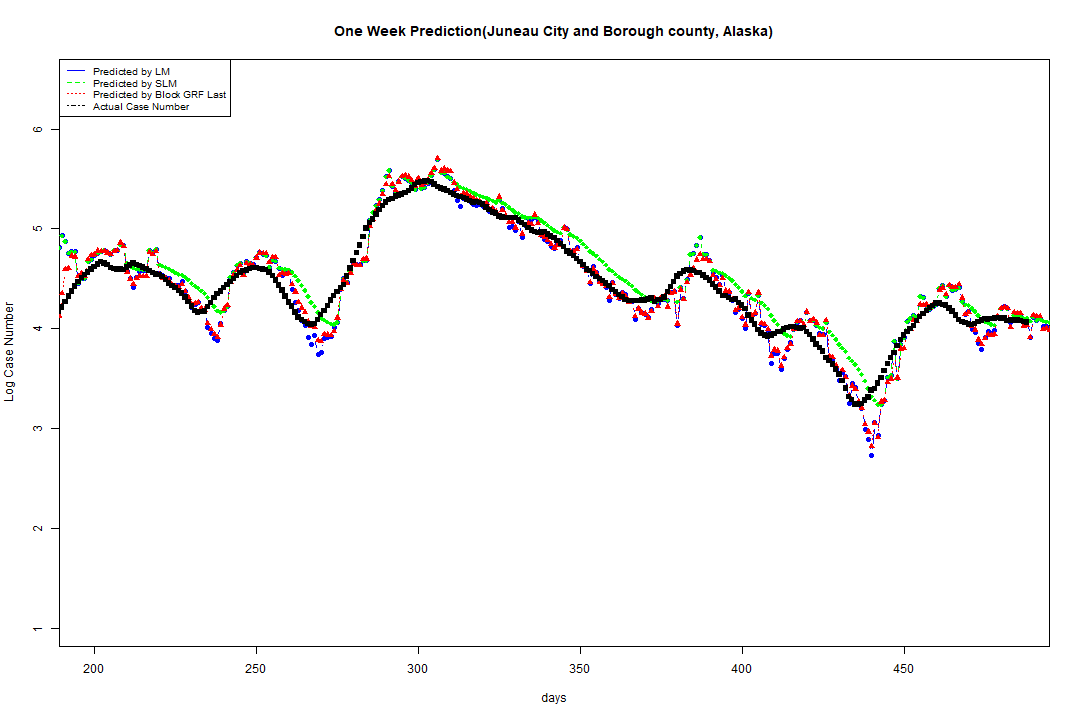 One Week Prediction(Juneau City and Borough county, Alaska)
Predicted by LM
Predicted by SLM
Predicted by Block GRF Last
Actual Case Number
6
5
4
3
2
1
Log Case Number
200 250 300 350 400 450
days